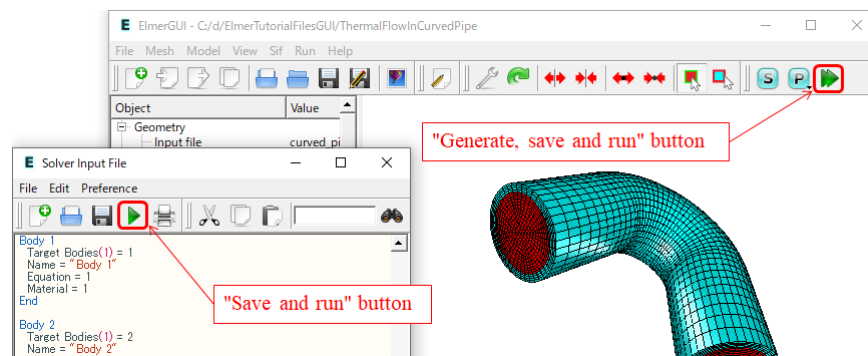 E ElmerGUI - C:/d/ElmerTutorialFilesGUI/ThermalFlowInCurvedPipe
File Mesh Model View Sif Run Help
S P
Object Value
Geometry
Input file curved_pi
"Generate, save and run" button
E Solver Input File
File Edit Preference
Body 1
Target Bodies(1) = 1
Name = "Body 1"
Equation = 1
Material = 1
End
"Save and run" button
Body 2
Target Bodies(1) = 2
Name = "Body 2"